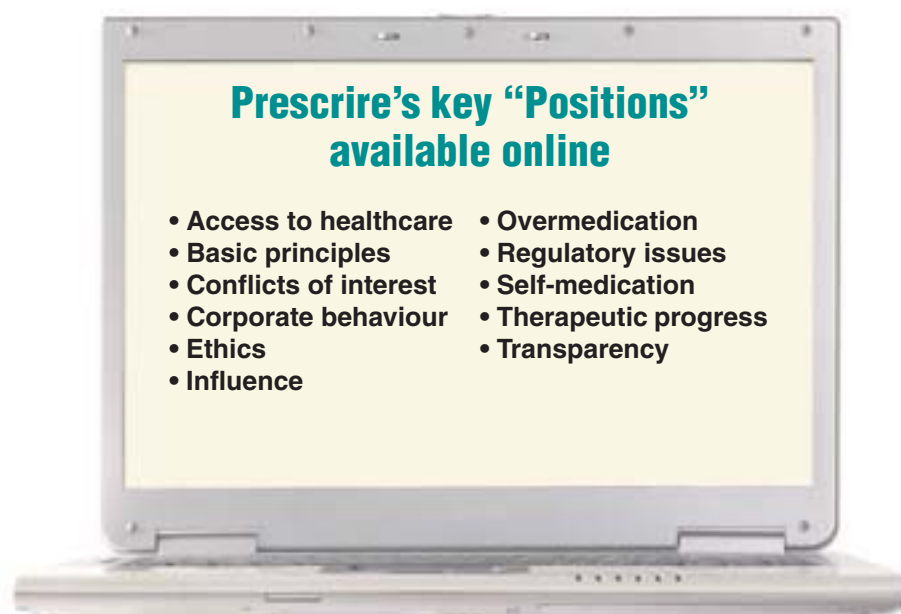 Prescrire's key “Positions”
available online
• Access to healthcare
• Basic principles
• Conflicts of interest
• Corporate behaviour
• Ethics
• Influence
• Overmedication
• Regulatory issues
• Self-medication
• Therapeutic progress
• Transparency